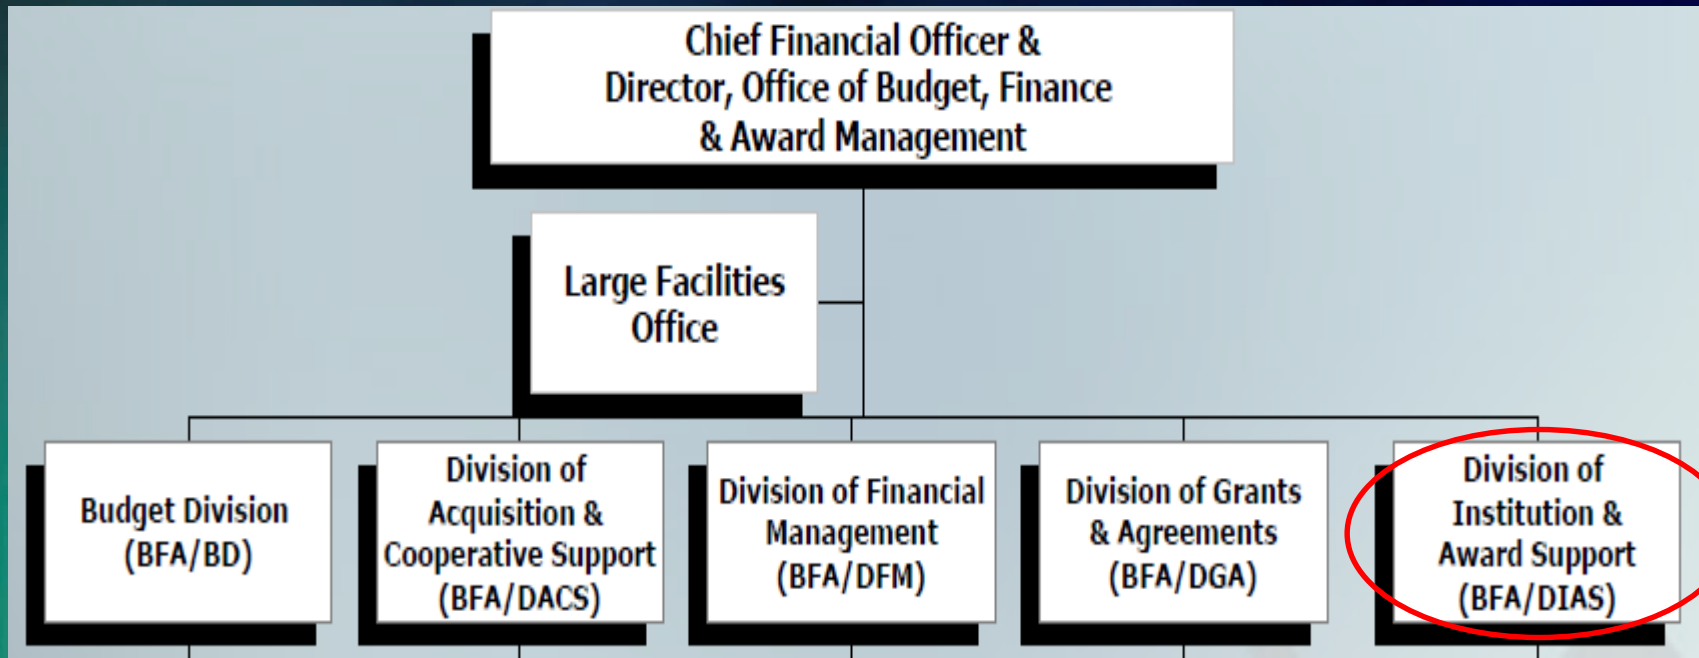 Chief Financial Officer &
Director, Office of Budget, Finance
& Award Management
Large Facilities
Office
Budget Division
(BFA/BD)
Division of
Acquisition &
Cooperative Support
(BFA/DACS)
Division of Financial
Management
(BFA/DFM)
Division of Grants
& Agreements
(BFA/DGA)
Division of
Institution &
Award Support
(BFA/DIAS)